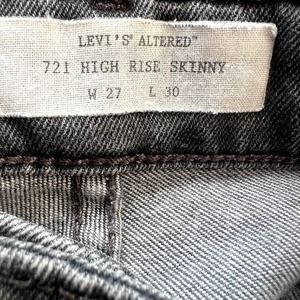 LEVI'S® ALTERED™
721 HIGH RISE SKINNY
W 27 L 30